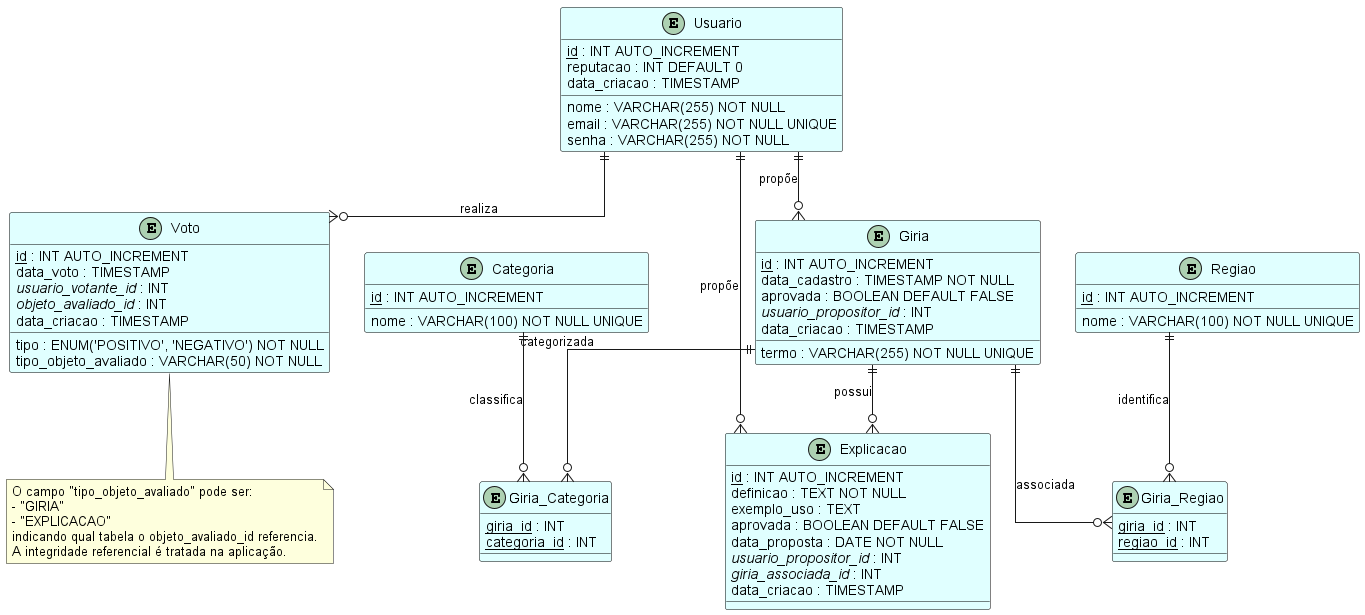 E Usuario
id : INT AUTO_INCREMENT
reputacao : INT DEFAULT 0
data_criacao : TIMESTAMP
nome : VARCHAR(255) NOT NULL
email : VARCHAR(255) NOT NULL UNIQUE
senha : VARCHAR(255) NOT NULL
propõe
realiza
E Voto
id : INT AUTO_INCREMENT
data_voto : TIMESTAMP
usuario_votante_id : INT
objeto_avaliado_id : INT
data_criacao : TIMESTAMP
tipo : ENUM('POSITIVO', 'NEGATIVO') NOT NULL
tipo_objeto_avaliado : VARCHAR(50) NOT NULL
E Categoria
id : INT AUTO_INCREMENT
nome : VARCHAR(100) NOT NULL UNIQUE
propõe
E Giria
id : INT AUTO_INCREMENT
data_cadastro : TIMESTAMP NOT NULL
aprovada : BOOLEAN DEFAULT FALSE
usuario_propositor_id : INT
data_criacao : TIMESTAMP
termo : VARCHAR(255) NOT NULL UNIQUE
E Regiao
id : INT AUTO_INCREMENT
nome : VARCHAR(100) NOT NULL UNIQUE
categorizada
classifica
possui
identifica
associada
O campo "tipo_objeto_avaliado" pode ser:
- "GIRIA"
- "EXPLICACAO"
indicando qual tabela o objeto_avaliado_id referencia.
A integridade referencial é tratada na aplicação.
E Giria_Categoria
giria_id : INT
categoria_id : INT
E Explicacao
id : INT AUTO_INCREMENT
definicao : TEXT NOT NULL
exemplo_uso : TEXT
aprovada : BOOLEAN DEFAULT FALSE
data_proposta : DATE NOT NULL
usuario_propositor_id : INT
giria_associada_id : INT
data_criacao : TIMESTAMP
E Giria_Regiao
giria_id : INT
regiao_id : INT